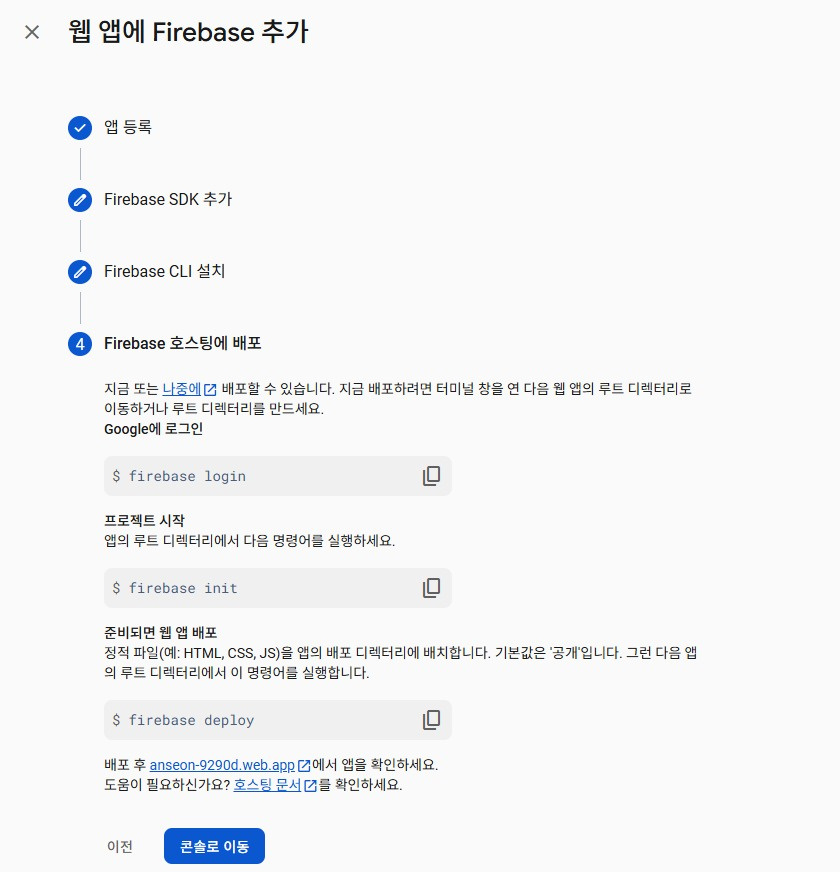 웹 앱에 Firebase 추가
앱 등록
Firebase SDK 추가
Firebase CLI 설치
4
Firebase 호스팅에 배포
지금 또는 나중에 배포할 수 있습니다. 지금 배포하려면 터미널 창을 연 다음 웹 앱의 루트 디렉터리로
이동하거나 루트 디렉터리를 만드세요.
Google에 로그인
$ firebase login
프로젝트 시작
앱의 루트 디렉터리에서 다음 명령어를 실행하세요.
$ firebase init
준비되면 웹 앱 배포
정적 파일(예: HTML, CSS, JS)을 앱의 배포 디렉터리에 배치합니다. 기본값은 '공개'입니다. 그런 다음 앱
의 루트 디렉터리에서 이 명령어를 실행합니다.
$ firebase deploy
배포 후 anseon-9290d.web.app에서 앱을 확인하세요.
도움이 필요하신가요? 호스팅 문서를 확인하세요.
이전
콘솔로 이동